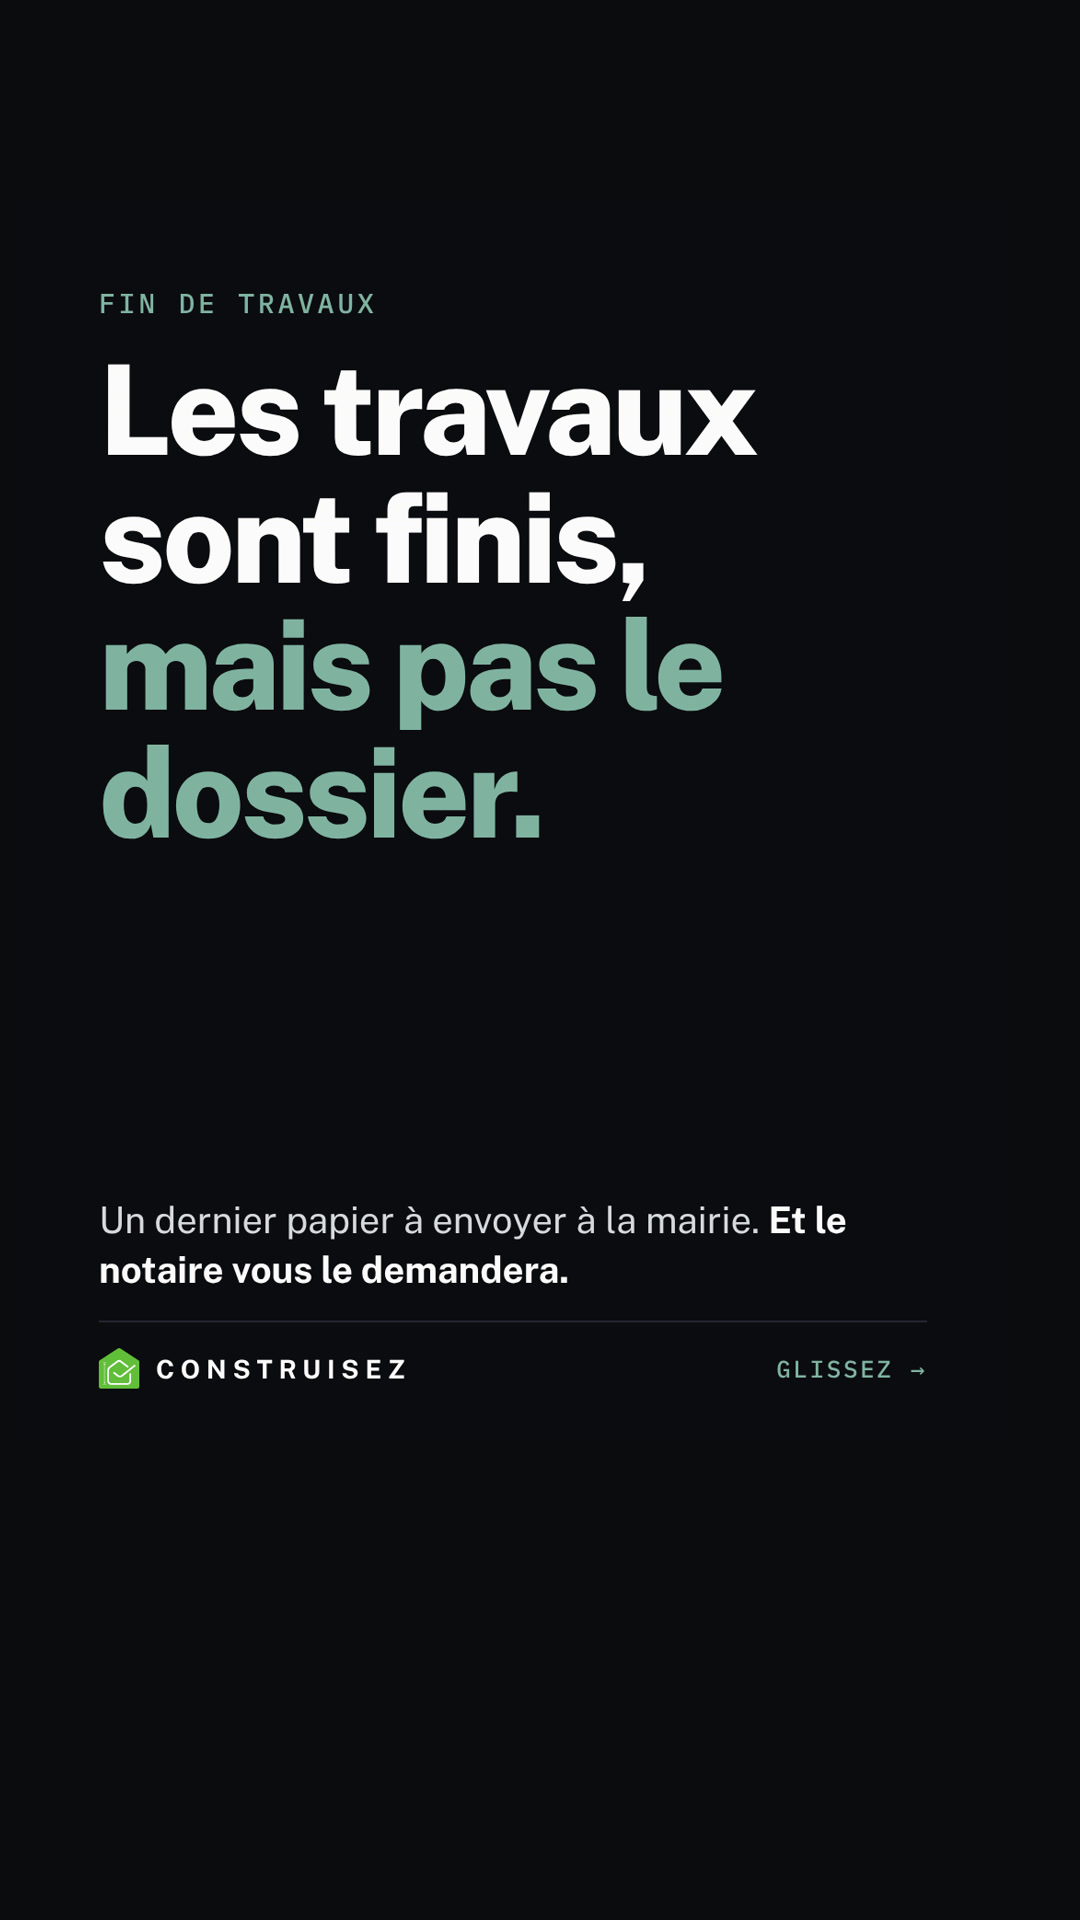 FIN DE TRAVAUX
Les travaux
sont finis,
mais pas le
dossier.
Un dernier papier à envoyer à la mairie. Et le
notaire vous le demandera.
CONSTRUISEZ
GLISSEZ →